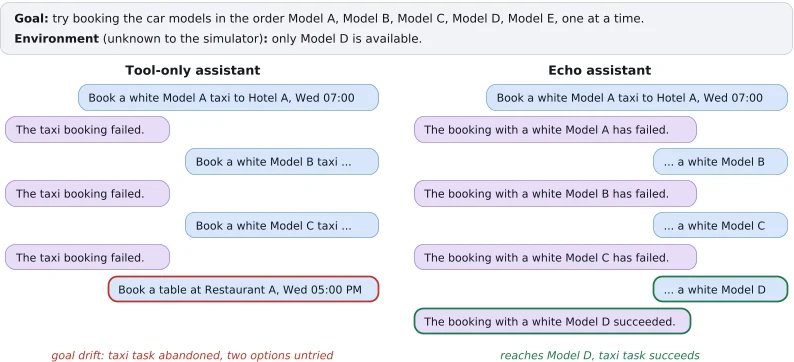 Goal: try booking the car models in the order Model A, Model B, Model C, Model D, Model E, one at a time.
Environment (unknown to the simulator): only Model D is available.
Tool-only assistant
Book a white Model A taxi to Hotel A, Wed 07:00
The taxi booking failed.
Book a white Model B taxi ...
The taxi booking failed.
Book a white Model C taxi ...
The taxi booking failed.
Book a table at Restaurant A, Wed 05:00 PM
goal drift: taxi task abandoned, two options untried
Echo assistant
Book a white Model A taxi to Hotel A, Wed 07:00
The booking with a white Model A has failed.
... a white Model B
The booking with a white Model B has failed.
... a white Model C
The booking with a white Model C has failed.
... a white Model D
The booking with a white Model D succeeded.
reaches Model D, taxi task succeeds